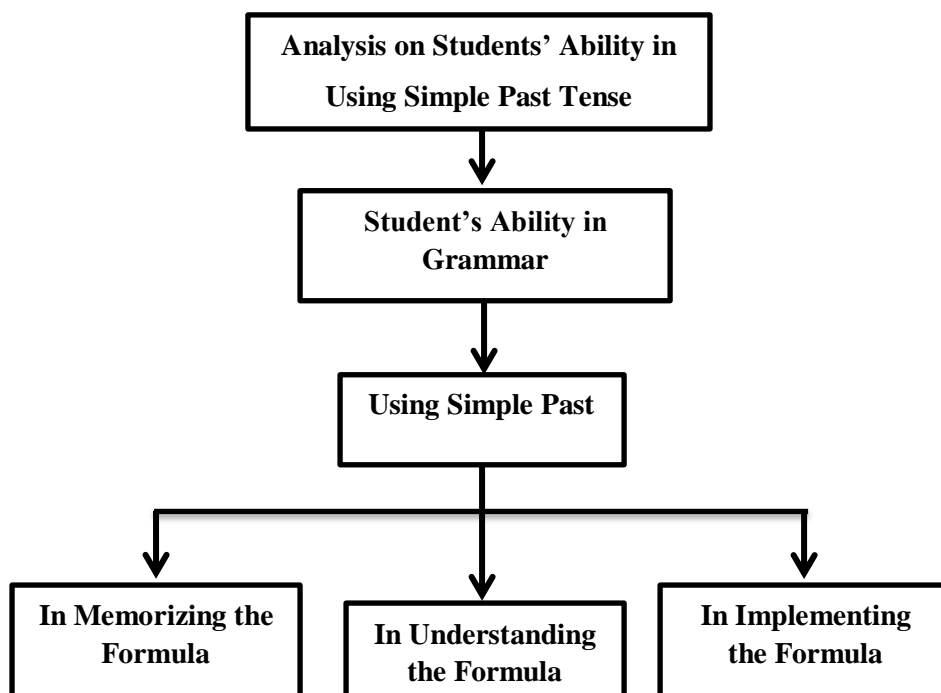 Analysis on Students’ Ability in
Using Simple Past Tense
Student’s Ability in
Grammar
Using Simple Past
In Memorizing the
Formula
In Understanding
the Formula
In Implementing
the Formula